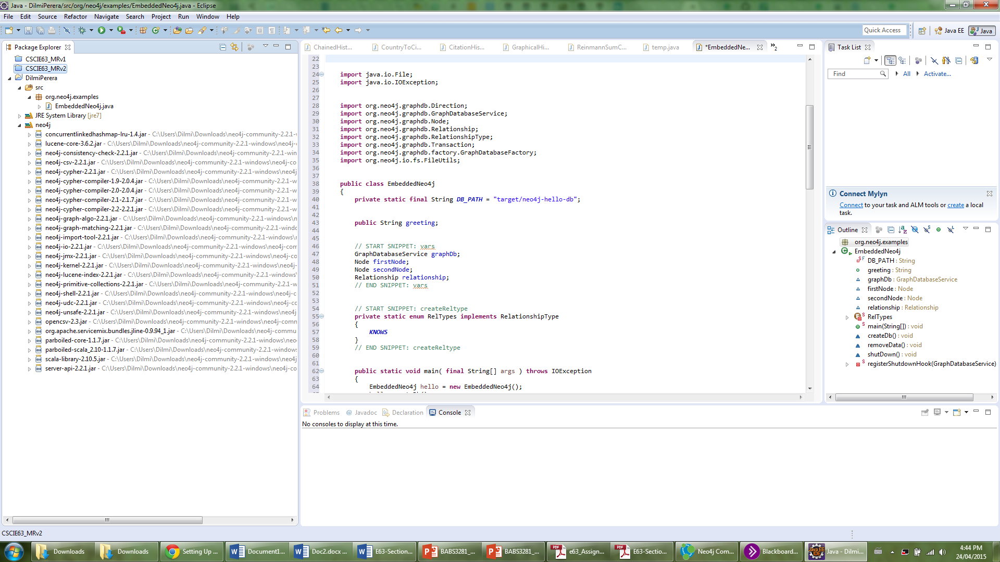 Java - DilmiPerera/src/org/neo4j/examples/EmbeddedNeo4j.java - Eclipse
File Edit Source Refactor Navigate Search Project Run Window Help
Quick Access
Java EE
Java
Package Explorer
CSCIE63_MRv1
CSCIE63_MRv2
DilmiPerera
src
org.neo4j.examples
EmbeddedNeo4j.java
JRE System Library [jre7]
neo4j
concurrentlinkedhashmap-lru-1.4.jar - C:\Users\Dilmi\Downloads\neo4j-community-2.2.1-
lucene-core-3.6.2.jar - C:\Users\Dilmi\Downloads\neo4j-community-2.2.1-windows\neo4j-
neo4j-consistency-check-2.2.1.jar - C:\Users\Dilmi\Downloads\neo4j-community-2.2.1-win
neo4j-csv-2.2.1.jar - C:\Users\Dilmi\Downloads\neo4j-community-2.2.1-windows\neo4j-co
neo4j-cypher-2.2.1.jar - C:\Users\Dilmi\Downloads\neo4j-community-2.2.1-windows\neo4j
neo4j-cypher-compiler-1.9-2.0.4.jar - C:\Users\Dilmi\Downloads\neo4j-community-2.2.1-w
neo4j-cypher-compiler-2.0-2.0.4.jar - C:\Users\Dilmi\Downloads\neo4j-community-2.2.1-w
neo4j-cypher-compiler-2.1-2.1.7.jar - C:\Users\Dilmi\Downloads\neo4j-community-2.2.1-w
neo4j-cypher-compiler-2.2-2.2.1.jar - C:\Users\Dilmi\Downloads\neo4j-community-2.2.1-w
neo4j-graph-algo-2.2.1.jar - C:\Users\Dilmi\Downloads\neo4j-community-2.2.1-windows\n
neo4j-graph-matching-2.2.1.jar - C:\Users\Dilmi\Downloads\neo4j-community-2.2.1-windo
neo4j-import-tool-2.2.1.jar - C:\Users\Dilmi\Downloads\neo4j-community-2.2.1-windows\
neo4j-io-2.2.1.jar - C:\Users\Dilmi\Downloads\neo4j-community-2.2.1-windows\neo4j-co
neo4j-jmx-2.2.1.jar - C:\Users\Dilmi\Downloads\neo4j-community-2.2.1-windows\neo4j-cc
neo4j-kernel-2.2.1.jar - C:\Users\Dilmi\Downloads\neo4j-community-2.2.1-windows\neo4j-
neo4j-lucene-index-2.2.1.jar - C:\Users\Dilmi\Downloads\neo4j-community-2.2.1-windows\
neo4j-primitive-collections-2.2.1.jar - C:\Users\Dilmi\Downloads\neo4j-community-2.2.1-w
neo4j-shell-2.2.1.jar - C:\Users\Dilmi\Downloads\neo4j-community-2.2.1-windows\neo4j-c
neo4j-udc-2.2.1.jar - C:\Users\Dilmi\Downloads\neo4j-community-2.2.1-windows\neo4j-cc
neo4j-unsafe-2.2.1.jar - C:\Users\Dilmi\Downloads\neo4j-community-2.2.1-windows\neo4j
opencsv-2.3.jar - C:\Users\Dilmi\Downloads\neo4j-community-2.2.1-windows\neo4j-comm
org.apache.servicemix.bundles.jline-0.9.94_1.jar - C:\Users\Dilmi\Downloads\neo4j-commu
parboiled-core-1.1.7.jar - C:\Users\Dilmi\Downloads\neo4j-community-2.2.1-windows\neo
parboiled-scala_2.10-1.1.7.jar - C:\Users\Dilmi\Downloads\neo4j-community-2.2.1-windows
scala-library-2.10.5.jar - C:\Users\Dilmi\Downloads\neo4j-community-2.2.1-windows\neo4j
server-api-2.2.1.jar - C:\Users\Dilmi\Downloads\neo4j-community-2.2.1-windows\neo4j-co
CSCIE63_MRv2
ChainedHist... CountryToCi... CitationHis... GraphicalHi... ReinmannSumC... temp.java *EmbeddedNe... »2
22
23
24 import java.io.File;
25 import java.io.IOException;
26
27
28 import org.neo4j.graphdb.Direction;
29 import org.neo4j.graphdb.GraphDatabaseService;
30 import org.neo4j.graphdb.Node;
31 import org.neo4j.graphdb.Relationship;
32 import org.neo4j.graphdb.RelationshipType;
33 import org.neo4j.graphdb.Transaction;
34 import org.neo4j.graphdb.factory.GraphDatabaseFactory;
35 import org.neo4j.io.fs.FileUtils;
36
37
38 public class EmbeddedNeo4j
39 {
40 private static final String DB_PATH = "target/neo4j-hello-db";
41
42
43 public String greeting;
44
45
46 // START SNIPPET: vars
47 GraphDatabaseService graphDb;
48 Node firstNode;
49 Node secondNode;
50 Relationship relationship;
51 // END SNIPPET: vars
52
53
54 // START SNIPPET: createReltype
55 private static enum RelTypes implements RelationshipType
56 {
57 KNOWS
58 }
59 // END SNIPPET: createReltype
60
61
62 public static void main( final String[] args ) throws IOException
63 {
64 EmbeddedNeo4j hello = new EmbeddedNeo4j();
Problems @ Javadoc Declaration Console
No consoles to display at this time.
Task List
Find
All
Activate...
Connect Mylyn
Connect to your task and ALM tools or create a local
task.
Outline
org.neo4j.examples
EmbeddedNeo4j
DB_PATH : String
greeting : String
graphDb : GraphDatabaseService
firstNode : Node
secondNode : Node
relationship : Relationship
RelTypes
main(String[]) : void
createDb() : void
removeData() : void
shutDown() : void
registerShutdownHook(GraphDatabaseService)
Downloads
Downloads
Setting Up ...
Document1...
Doc2.docx ...
E63-Section...
BABS3281_...
BABS3281_...
e63_Assign...
E63-Sectio...
Neo4j Com...
Blackboard...
Java - Dilmi...
4:44 PM
24/04/2015